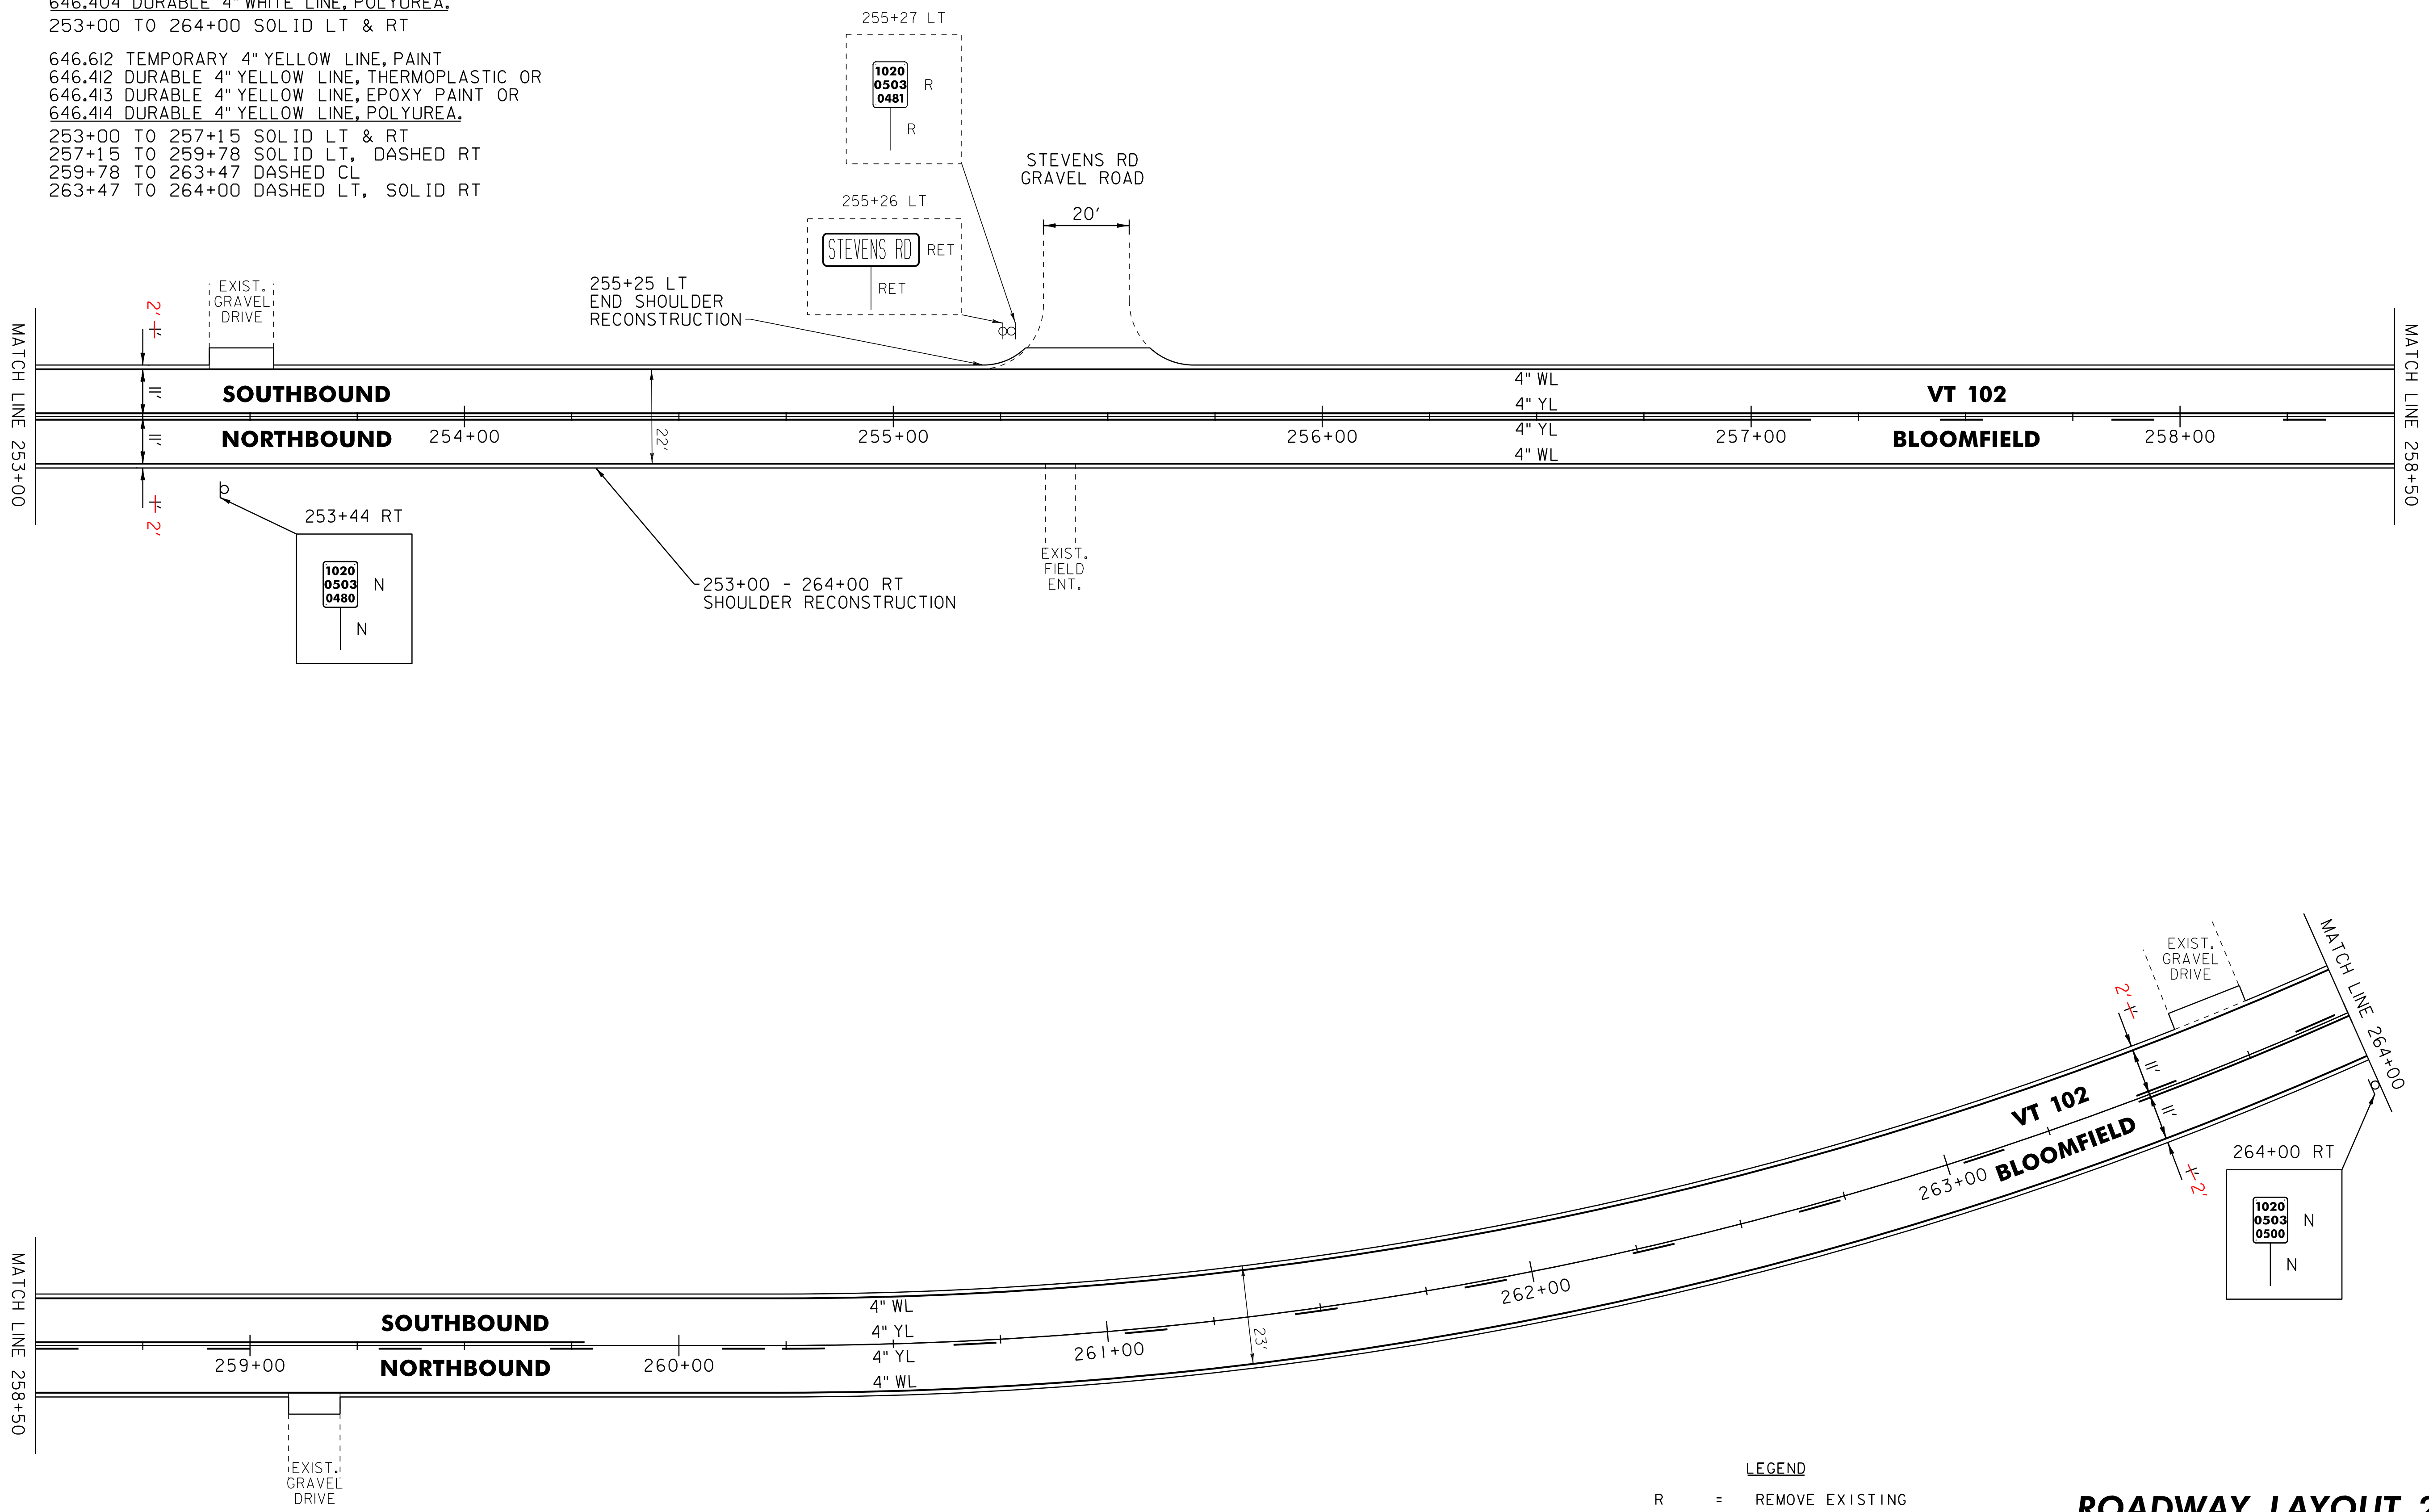 646.404 DURABLE 4" WHITE LINE, POLYUREA.
253+00 TO 264+00 SOLID LT & RT
646.612 TEMPORARY 4" YELLOW LINE, PAINT
646.412 DURABLE 4" YELLOW LINE, THERMOPLASTIC OR
646.413 DURABLE 4" YELLOW LINE, EPOXY PAINT OR
646.414 DURABLE 4" YELLOW LINE, POLYUREA.
253+00 TO 257+15 SOLID LT & RT
257+15 TO 259+78 SOLID LT, DASHED RT
259+78 TO 263+47 DASHED CL
263+47 TO 264+00 DASHED LT, SOLID RT
255+27 LT
1020
0503
0481
R
R
STEVENS RD
GRAVEL ROAD
20'
255+26 LT
STEVENS RD
RET
RET
255+25 LT
END SHOULDER
RECONSTRUCTION
EXIST.
GRAVEL
DRIVE
MATCH LINE 253+00
2'
1'
11'
11'
1'
2'
SOUTHBOUND
NORTHBOUND
254+00
22'
255+00
256+00
4" WL
4" YL
4" YL
4" WL
257+00
VT 102
BLOOMFIELD
258+00
MATCH LINE 258+50
253+44 RT
1020
0503
0480
N
N
253+00 - 264+00 RT
SHOULDER RECONSTRUCTION
EXIST.
FIELD
ENT.
MATCH LINE 258+50
SOUTHBOUND
NORTHBOUND
259+00
260+00
4" WL
4" YL
4" YL
4" WL
261+00
23'
262+00
263+00
VT 102
BLOOMFIELD
2'
1'
11'
11'
1'
2'
EXIST.
GRAVEL
DRIVE
MATCH LINE 264+00
264+00 RT
1020
0503
0500
N
N
EXIST.
GRAVEL
DRIVE
LEGEND
R = REMOVE EXISTING
ROADWAY LAYOUT